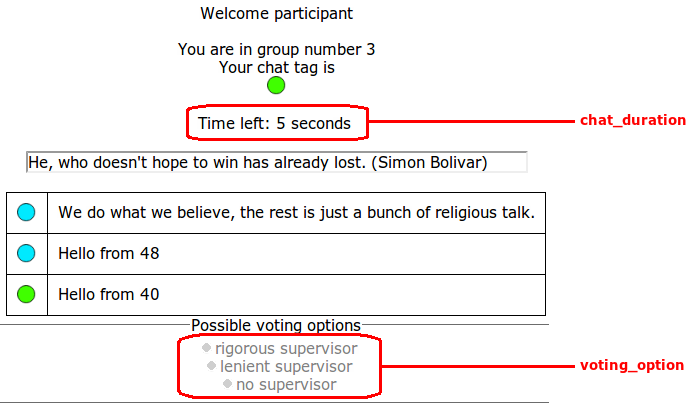 Welcome participant
You are in group number 3
Your chat tag is
Time left: 5 seconds
chat_duration
He, who doesn't hope to win has already lost. (Simon Bolivar)
We do what we believe, the rest is just a bunch of religious talk.
Hello from 48
Hello from 40
Possible voting options
rigorous supervisor
lenient supervisor
voting_option
no supervisor